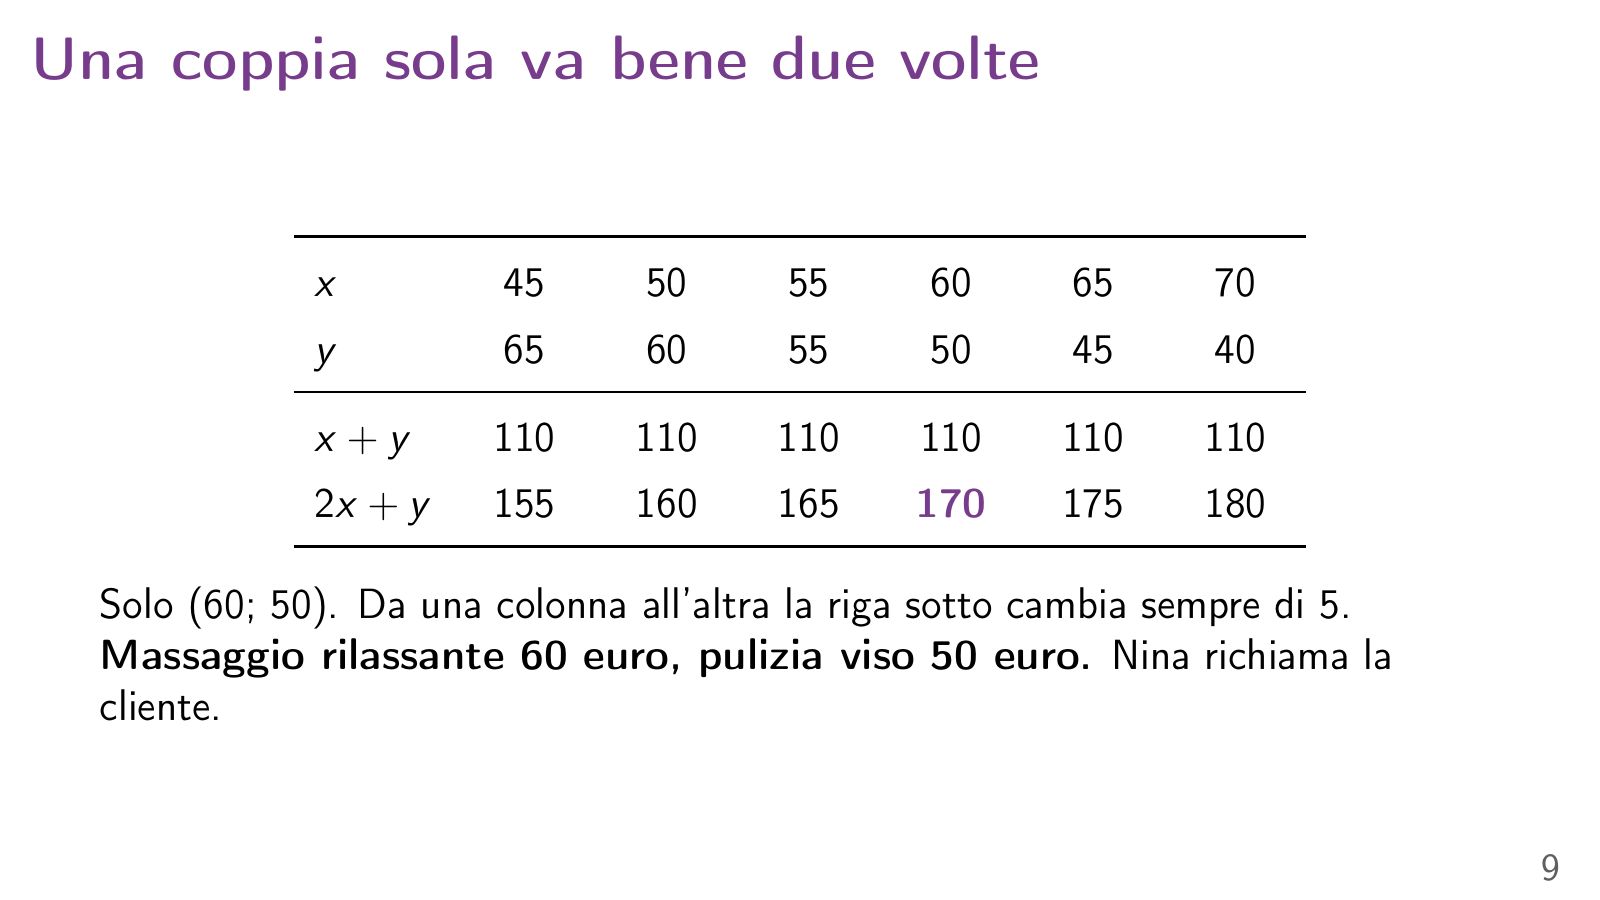 Una coppia sola va bene due volte
x 45 50 55 60 65 70
y 65 60 55 50 45 40
x + y 110 110 110 110 110 110
2x + y 155 160 165 170 175 180
Solo (60; 50). Da una colonna all'altra la riga sotto cambia sempre di 5.
Massaggio rilassante 60 euro, pulizia viso 50 euro. Nina richiama la
cliente.
9